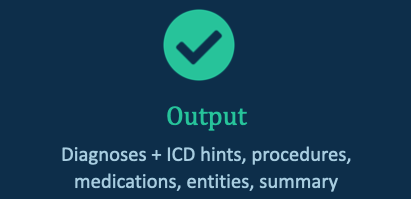 Output
Diagnoses + ICD hints, procedures,
medications, entities, summary